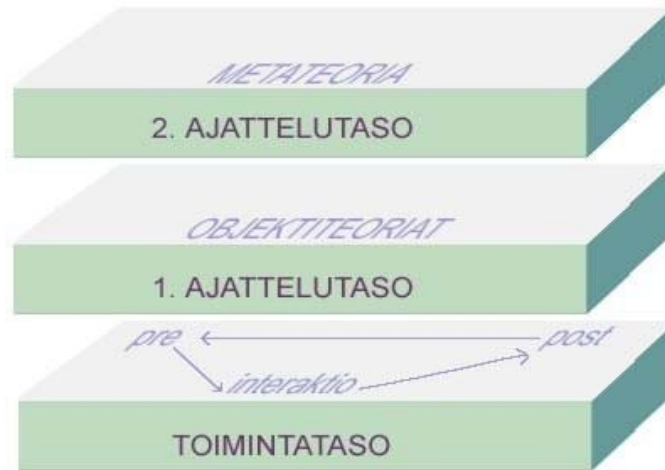 METATEORIA
2. AJATTELUTASO
OBJEKTITEORIAT
1. AJATTELUTASO
pre post
interaktio
TOIMINTATASO